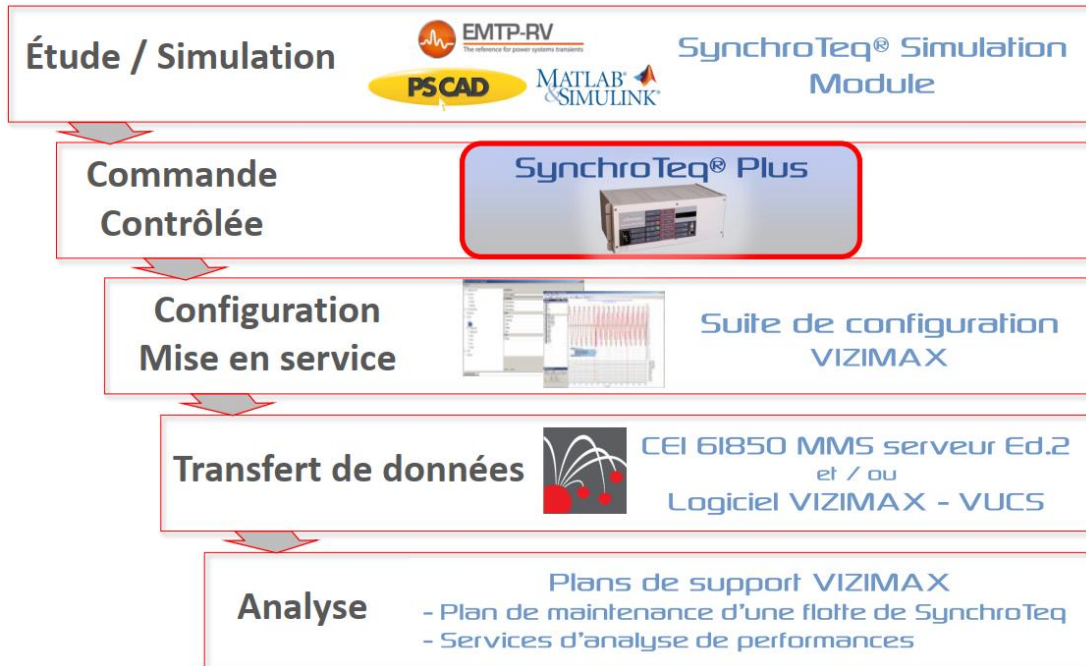 Étude / Simulation
EMTP-RV
The reference for power systems transients
PSCAD
MATLAB®
&SIMULINK®
SynchroTeq® Simulation
Module
Commande
Contrôlée
SynchroTeq® Plus
Configuration
Mise en service
Suite de configuration
VIZIMAX
Transfert de données
CEI 61850 MMS serveur Ed.2
et / ou
Logiciel VIZIMAX - VUCS
Analyse
Plans de support VIZIMAX
- Plan de maintenance d'une flotte de SynchroTeq
- Services d'analyse de performances